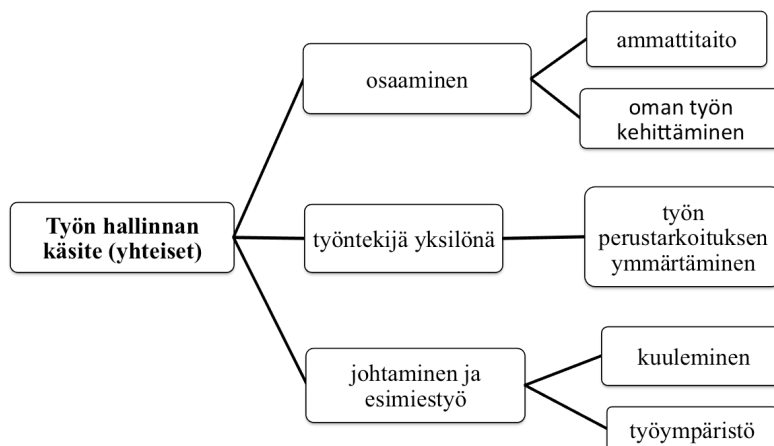 Työn hallinnan
käsite (yhteiset)
osaaminen
ammattitaito
oman työn
kehittäminen
työntekijä yksilönä
työn
perustarkoituksen
ymmärtäminen
johtaminen ja
esimiestyö
kuuleminen
työympäristö